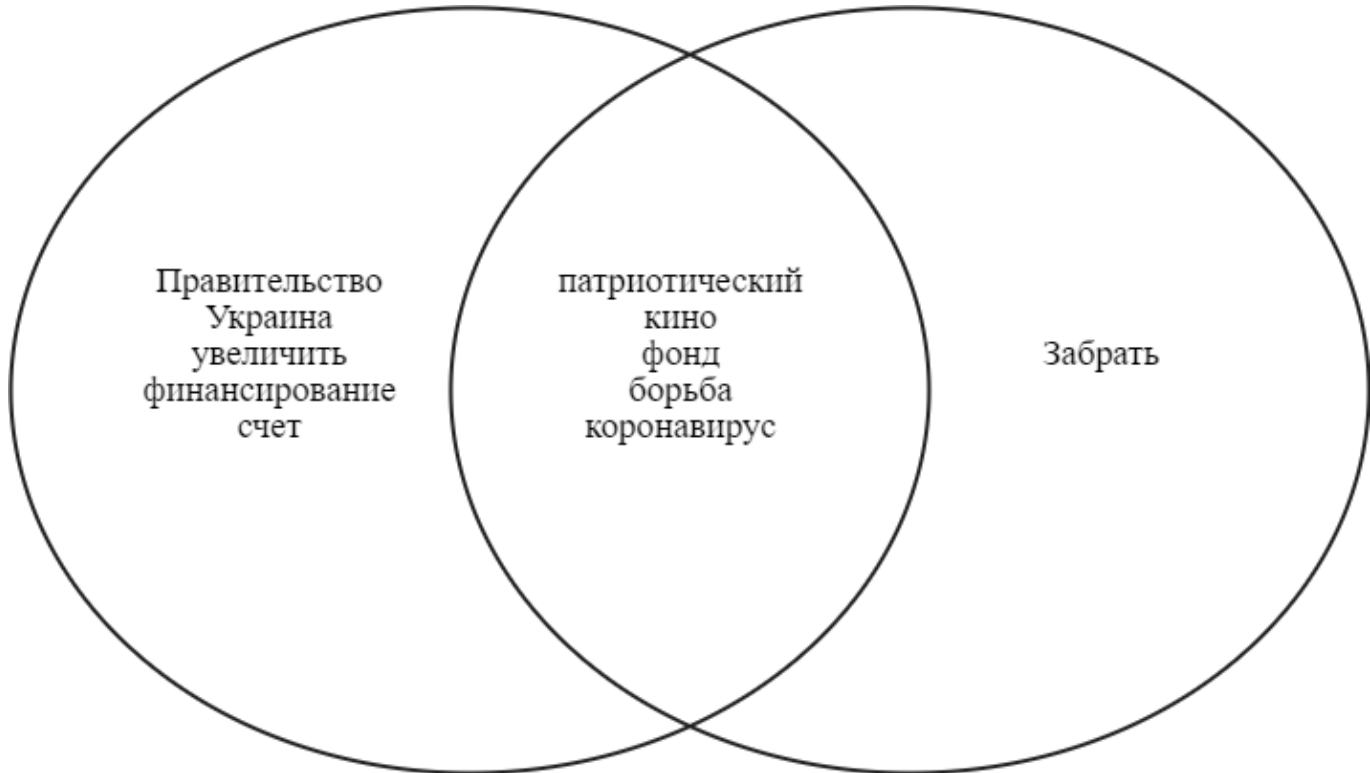 Правительство
Украина
увеличить
финансирование
счет
патриотический
кино
фонд
борьба
коронавирус
Забрать